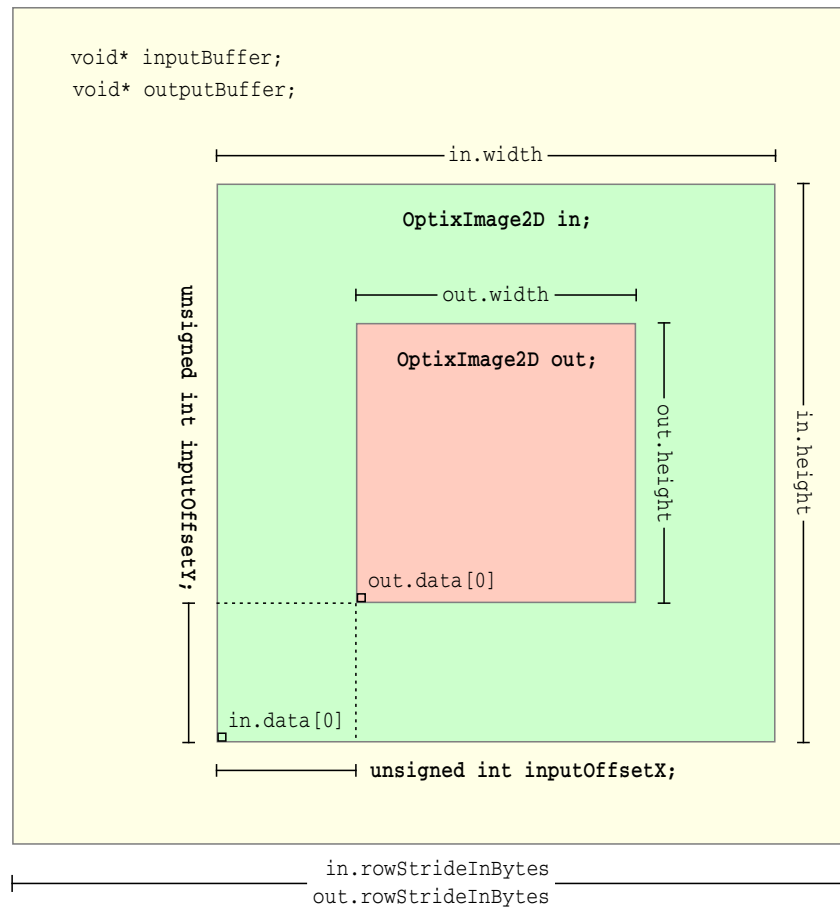 void* inputBuffer;
void* outputBuffer;
in.width
OptixImage2D in;
out.width
OptixImage2D out;
unsigned int inputOffsetY;
out.height
in.height
out.data[0]
in.data[0]
unsigned int inputOffsetX;
in.rowStrideInBytes
out.rowStrideInBytes